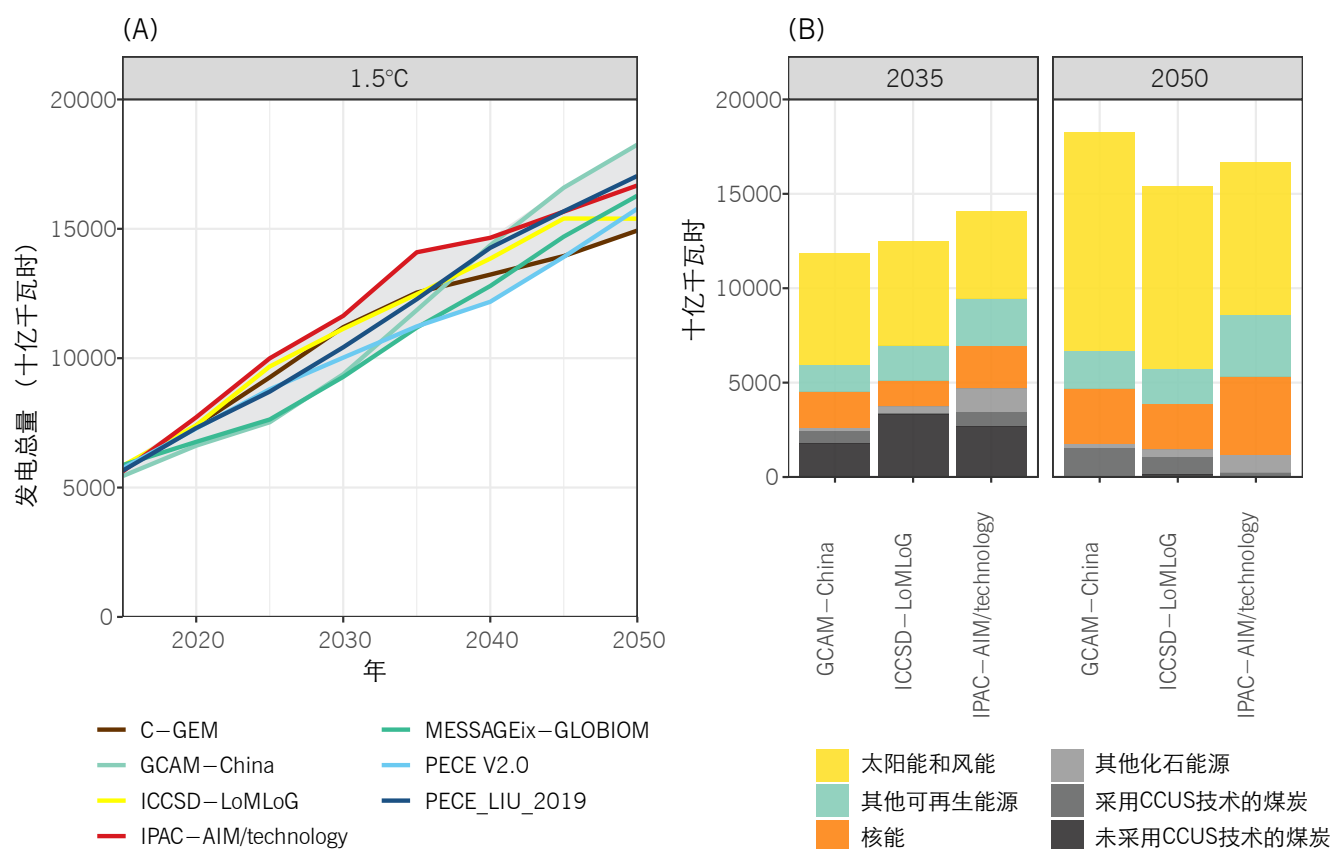 (A)
1.5°C
发电总量（十亿千瓦时）
20000
15000
10000
5000
0
2020
2030
2040
2050
年
C−GEM
GCAM−China
ICCSD−LoMLoG
IPAC−AIM/technology
MESSAGEix−GLOBIOM
PECE V2.0
PECE_LIU_2019
(B)
2035
2050
十亿千瓦时
20000
15000
10000
5000
0
GCAM−China
ICCSD−LoMLoG
IPAC−AIM/technology
GCAM−China
ICCSD−LoMLoG
IPAC−AIM/technology
太阳能和风能
其他可再生能源
核能
其他化石能源
采用CCUS技术的煤炭
未采用CCUS技术的煤炭